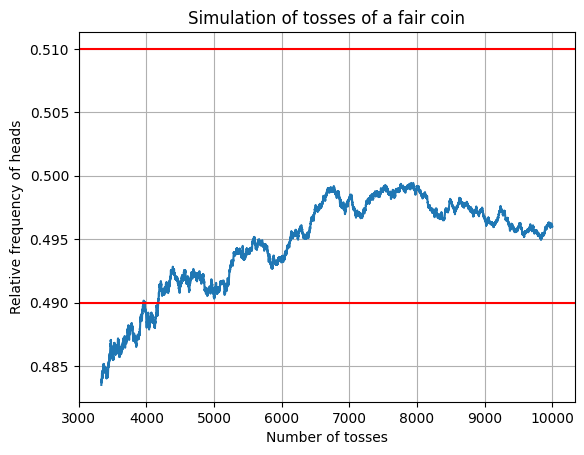 Simulation of tosses of a fair coin
Relative frequency of heads
0.510
0.505
0.500
0.495
0.490
0.485
3000 4000 5000 6000 7000 8000 9000 10000
Number of tosses